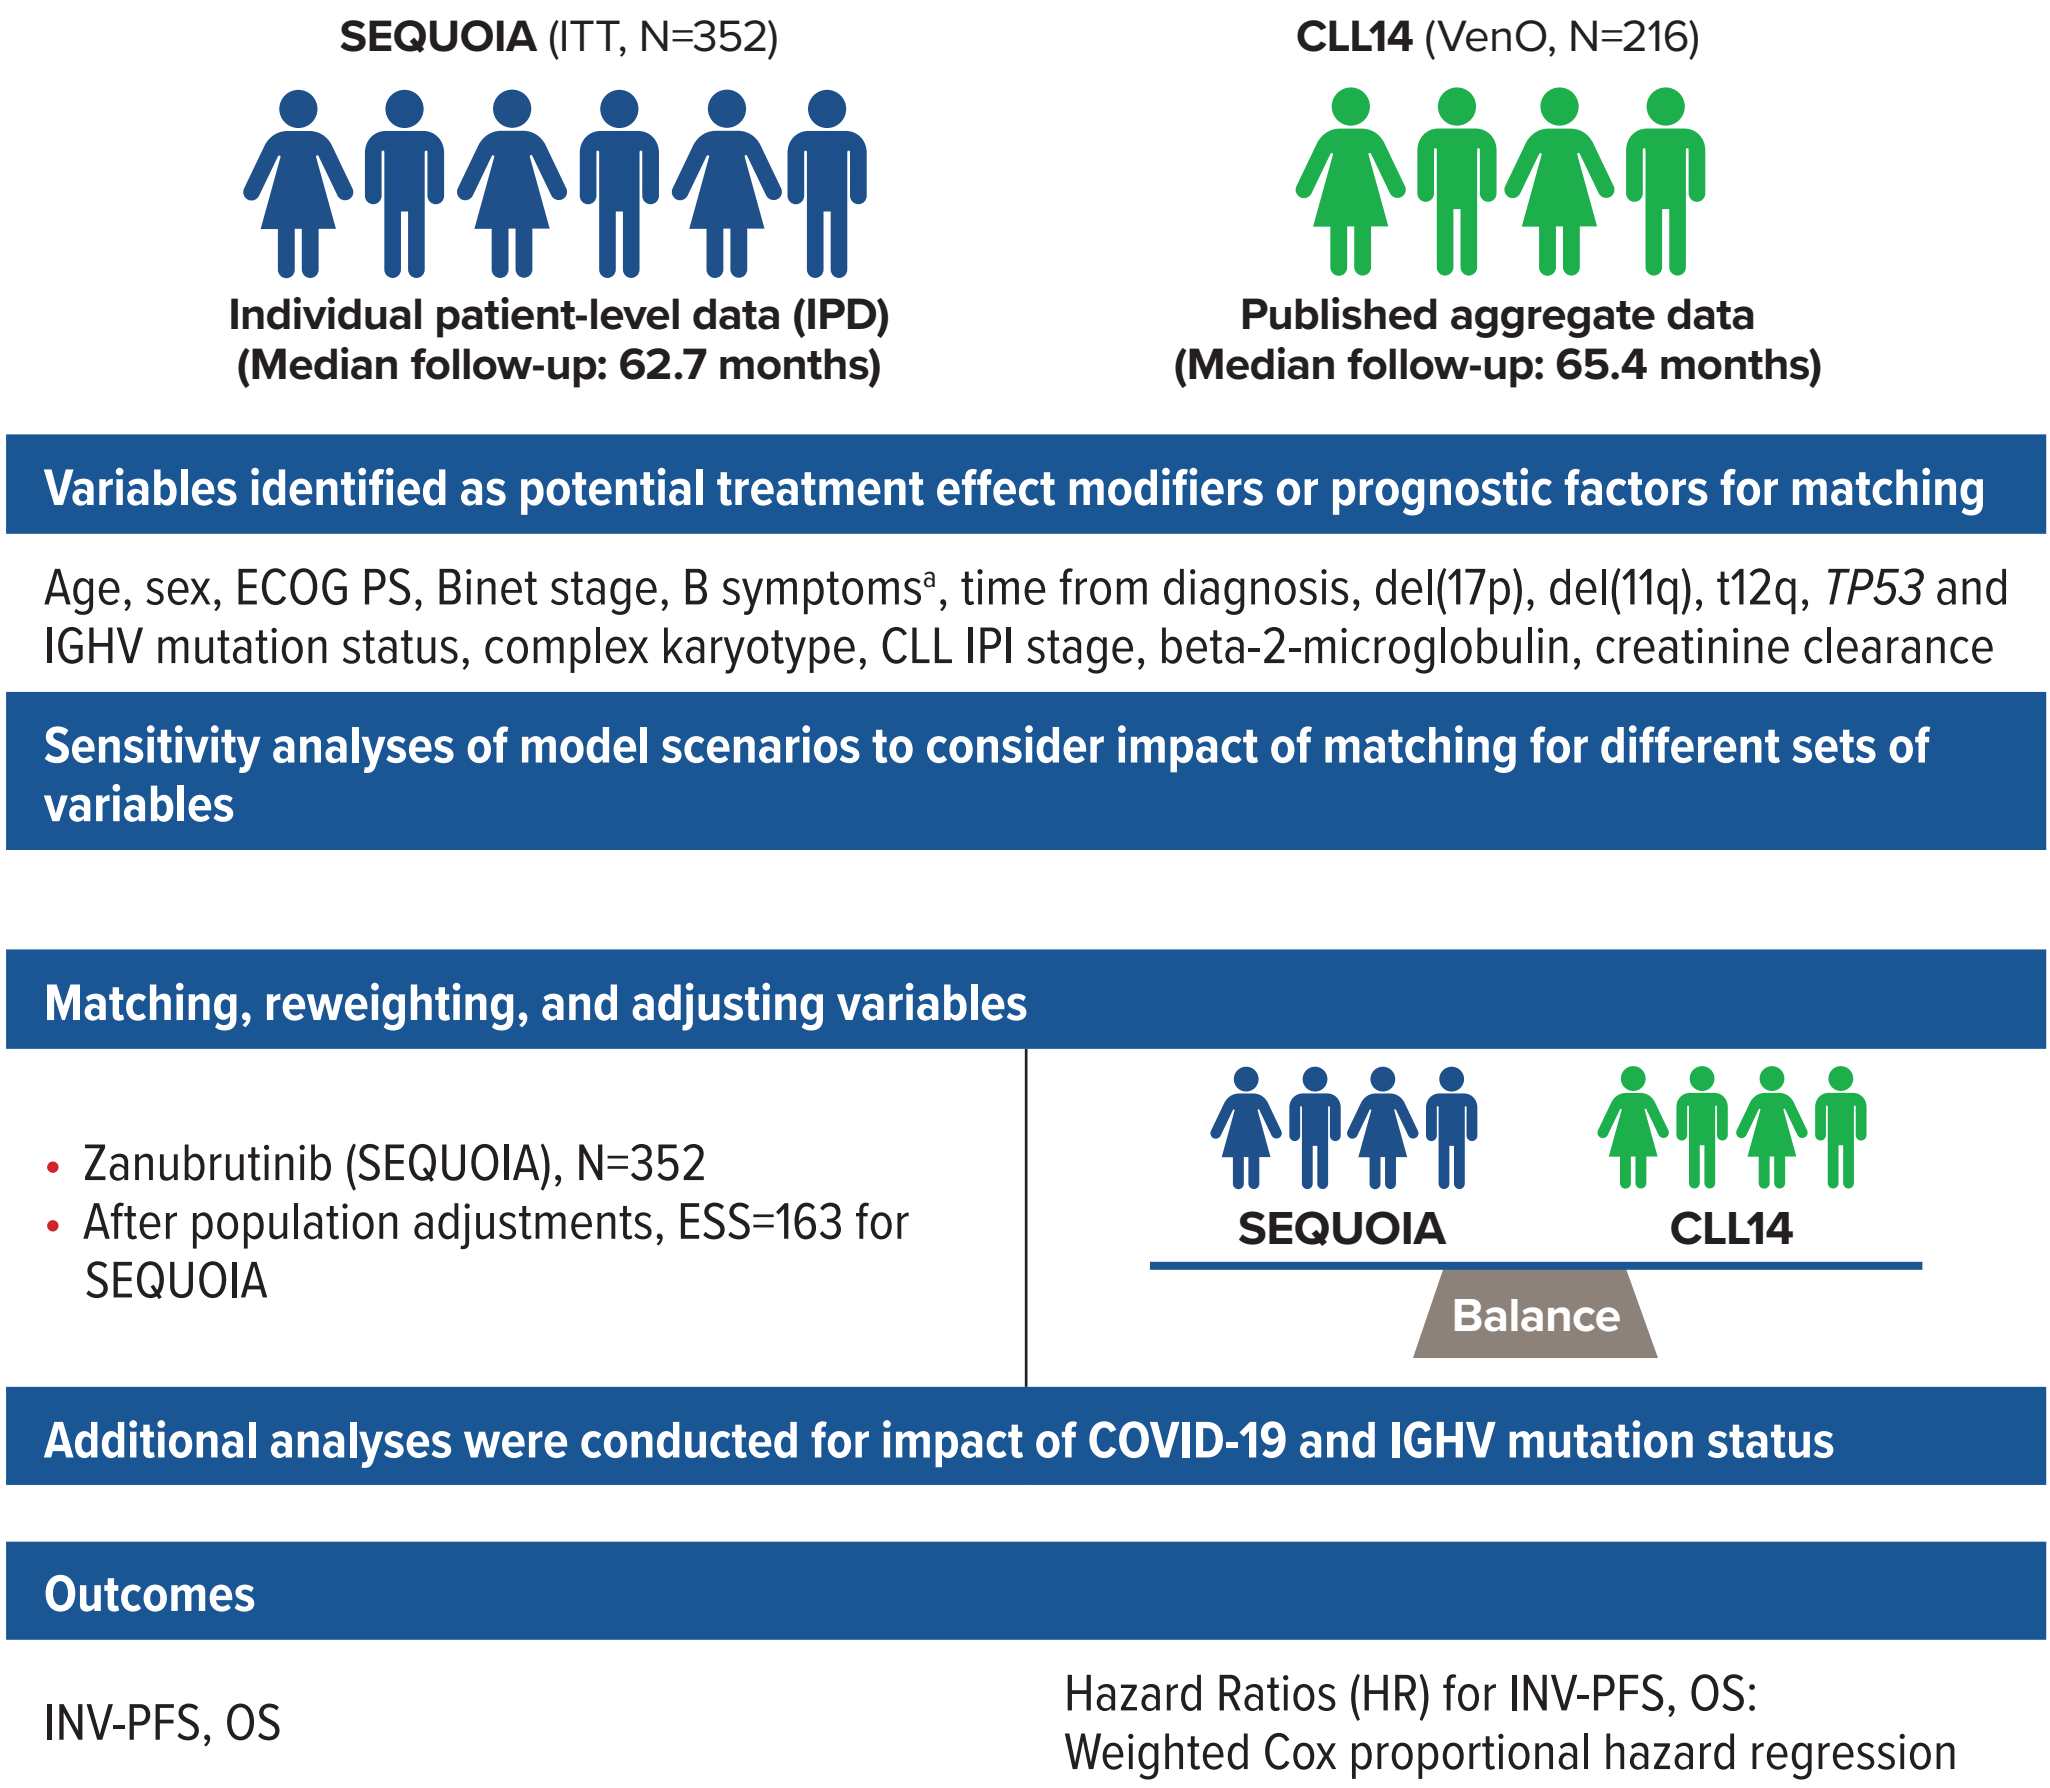 SEQUOIA (ITT, N=352)
CLL14 (VenO, N=216)
Individual patient-level data (IPD)
(Median follow-up: 62.7 months)
Published aggregate data
(Median follow-up: 65.4 months)
Variables identified as potential treatment effect modifiers or prognostic factors for matching
Age, sex, ECOG PS, Binet stage, B symptomsᵃ, time from diagnosis, del(17p), del(11q), t12q, TP53 and
IGHV mutation status, complex karyotype, CLL IPI stage, beta-2-microglobulin, creatinine clearance
Sensitivity analyses of model scenarios to consider impact of matching for different sets of
variables
Matching, reweighting, and adjusting variables
• Zanubrutinib (SEQUOIA), N=352
• After population adjustments, ESS=163 for
SEQUOIA
SEQUOIA
CLL14
Balance
Additional analyses were conducted for impact of COVID-19 and IGHV mutation status
Outcomes
INV-PFS, OS
Hazard Ratios (HR) for INV-PFS, OS:
Weighted Cox proportional hazard regression